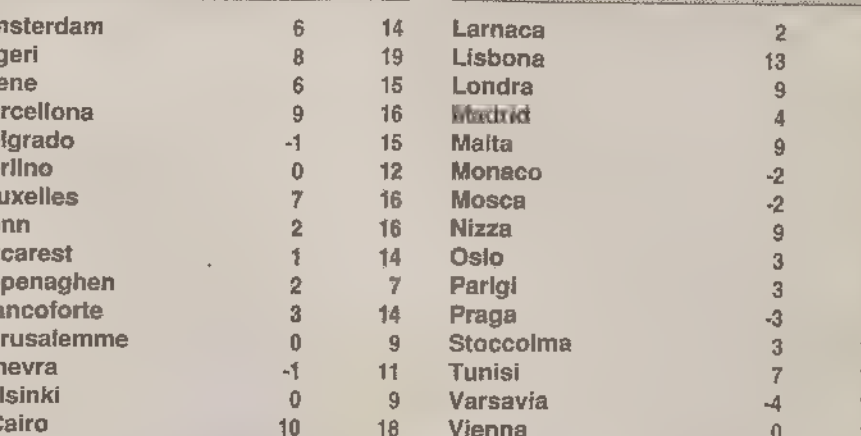 msterdam 6 14 Larnaca 2
geri 8 19 Lisbona 13
ene 6 15 Londra 9
rcellona 9 16 4
lgrado -1 15 Malta 9
rlino 0 12 Monaco -2
uxelles 7 16 Mosca -2
nn 2 16 Nizza 9
carest 1 14 Oslo 3
penaghen 2 7 Parigi 3
ancoforte 3 14 Praga -3
rusalemme 0 9 Stoccolma 3
nevra -1 11 Tunisi 7
lsinki 0 9 Varsavia -4
Cairo 10 18 Vienna 0